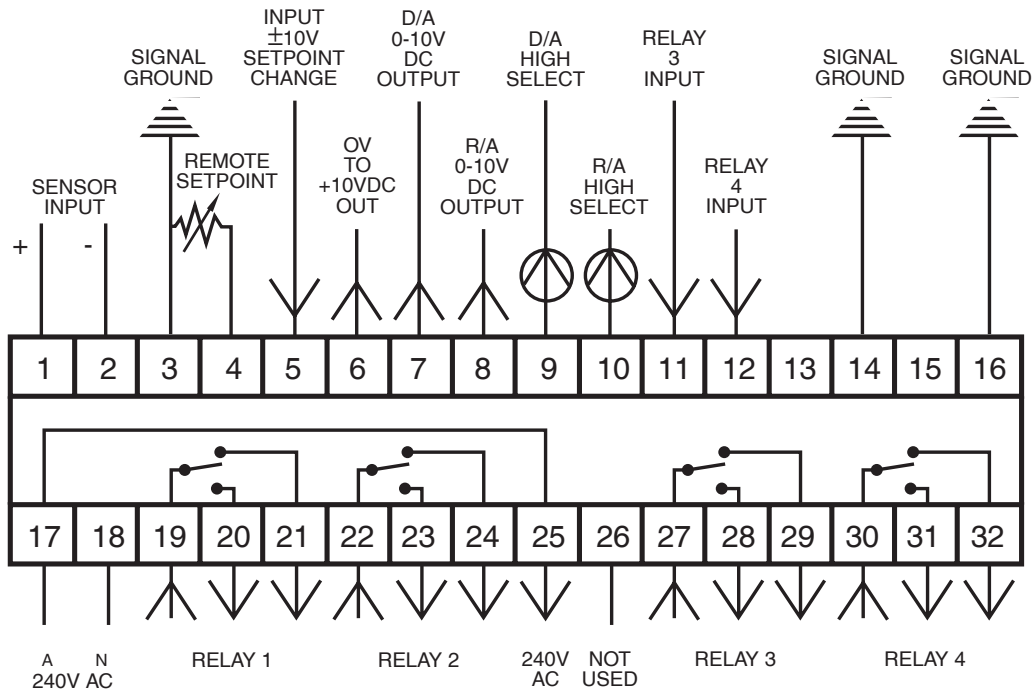 INPUT
±10V
SETPOINT
CHANGE
D/A
0-10V
DC
OUTPUT
D/A
HIGH
SELECT
RELAY
3
INPUT
SIGNAL
GROUND
SIGNAL
GROUND
SIGNAL
GROUND
SENSOR
INPUT
+
-
REMOTE
SETPOINT
OV
TO
+10VDC
OUT
R/A
0-10V
DC
OUTPUT
R/A
HIGH
SELECT
RELAY
4
INPUT
1 2 3 4 5 6 7 8 9 10 11 12 13 14 15 16
17 18 19 20 21 22 23 24 25 26 27 28 29 30 31 32
A N
240V AC
RELAY 1
RELAY 2
240V
AC
NOT
USED
RELAY 3
RELAY 4